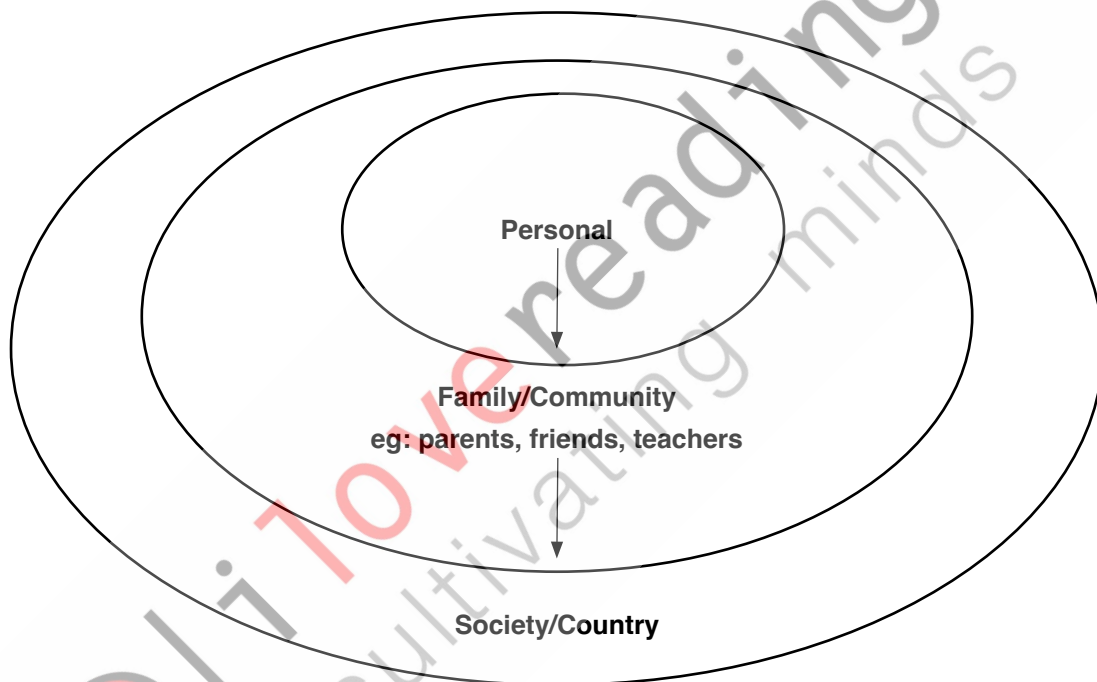 Personal
Family/Community
eg: parents, friends, teachers
Society/Country
i love reading
cultivating minds